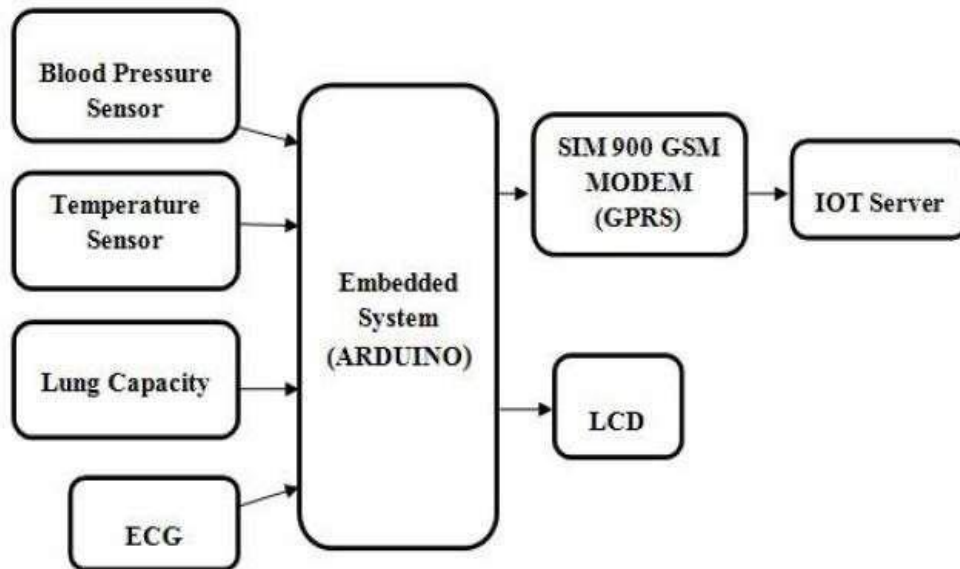 Blood Pressure
Sensor
Temperature
Sensor
Lung Capacity
ECG
Embedded
System
(ARDUINO)
SIM 900 GSM
MODEM
(GPRS)
IOT Server
LCD